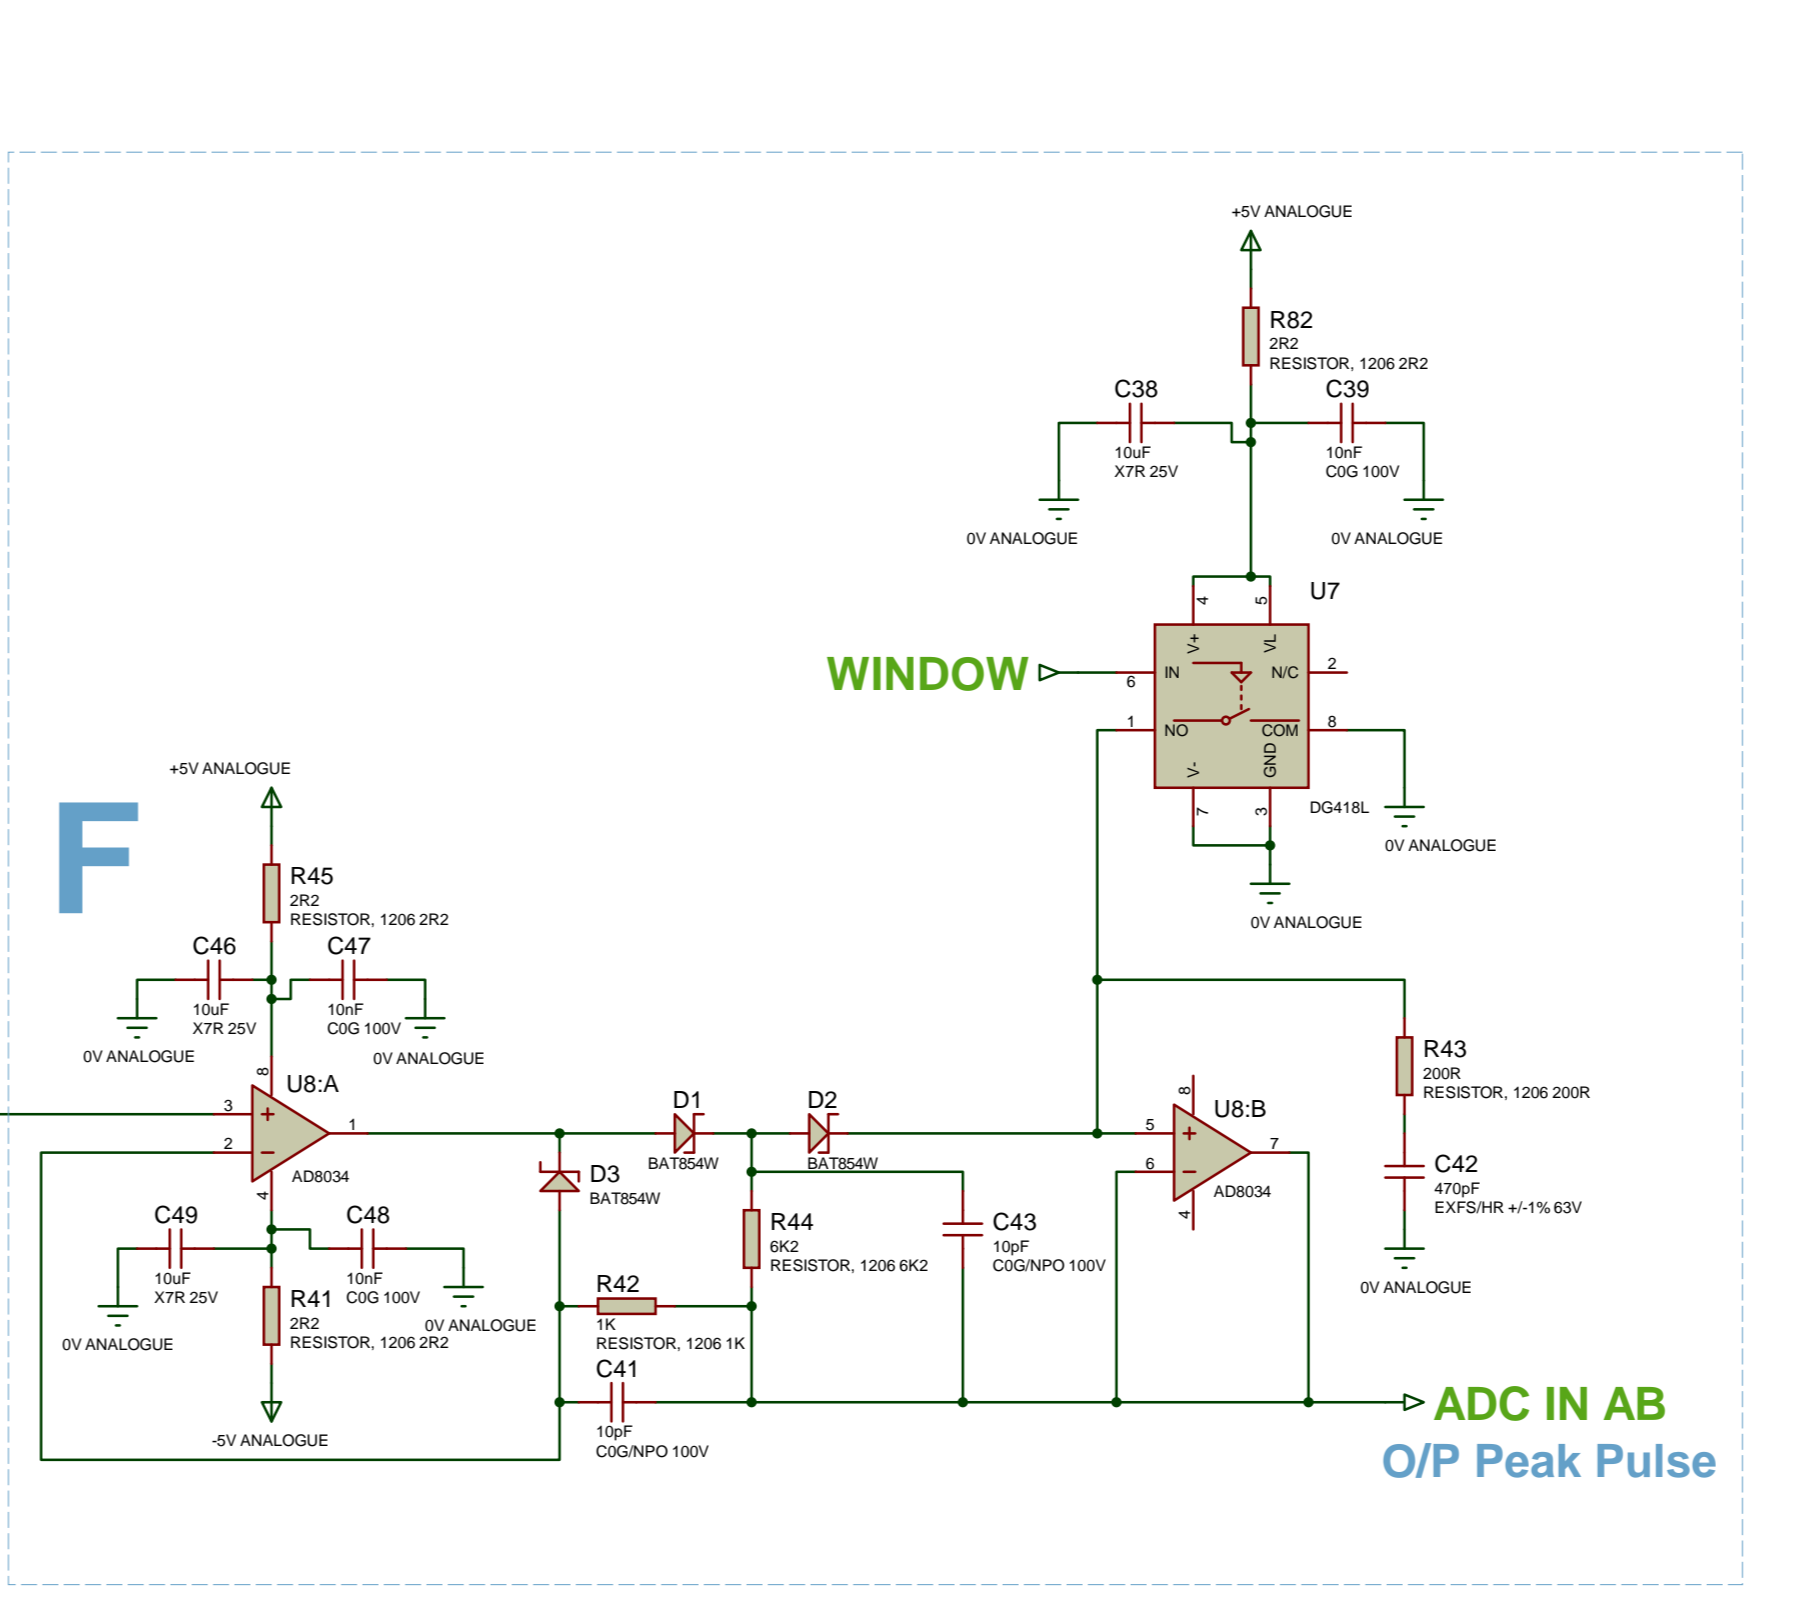 +5V ANALOGUE
R82
2R2
RESISTOR, 1206 2R2
C38
10uF
X7R 25V
C39
10nF
C0G 100V
0V ANALOGUE
0V ANALOGUE
U7
4
5
V+
VL
WINDOW
6
IN
N/C
2
1
NO
COM
8
V-
GND
7
3
DG418L
0V ANALOGUE
0V ANALOGUE
F
+5V ANALOGUE
R45
2R2
RESISTOR, 1206 2R2
C46
10uF
X7R 25V
C47
10nF
C0G 100V
0V ANALOGUE
0V ANALOGUE
8
U8:A
3
+
2
−
1
4
AD8034
C49
10uF
X7R 25V
C48
10nF
C0G 100V
0V ANALOGUE
0V ANALOGUE
R41
2R2
RESISTOR, 1206 2R2
-5V ANALOGUE
D1
BAT854W
D2
BAT854W
D3
BAT854W
R44
6K2
RESISTOR, 1206 6K2
C43
10pF
C0G/NPO 100V
R42
1K
RESISTOR, 1206 1K
C41
10pF
C0G/NPO 100V
8
U8:B
5
+
6
−
7
4
AD8034
R43
200R
RESISTOR, 1206 200R
C42
470pF
EXFS/HR +/-1% 63V
0V ANALOGUE
ADC IN AB
O/P Peak Pulse